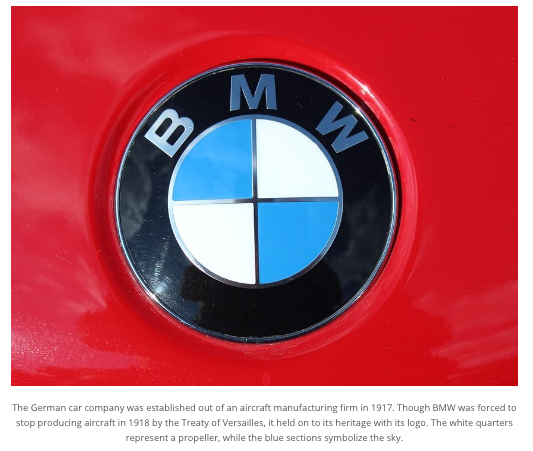 BMW
The German car company was established out of an aircraft manufacturing firm in 1917. Though BMW was forced to
stop producing aircraft in 1918 by the Treaty of Versailles, it held on to its heritage with its logo. The white quarters
represent a propeller, while the blue sections symbolize the sky.